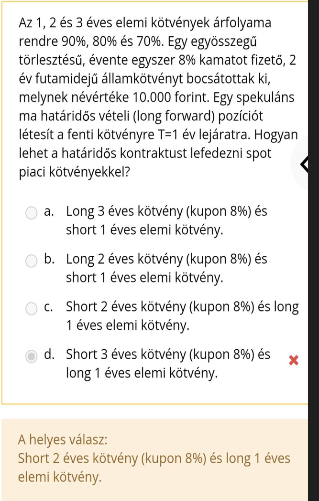 Az 1, 2 és 3 éves elemi kötvények árfolyama
rendre 90%, 80% és 70%. Egy egyösszegű
törlesztésű, évente egyszer 8% kamatot fizető, 2
év futamidejű államkötvényt bocsátottak ki,
melynek névértéke 10.000 forint. Egy spekuláns
ma határidős vételi (long forward) pozíciót
létesít a fenti kötvényre T=1 év lejáratra. Hogyan
lehet a határidős kontraktust lefedezni spot
piaci kötvényekkel?
a. Long 3 éves kötvény (kupon 8%) és
short 1 éves elemi kötvény.
b. Long 2 éves kötvény (kupon 8%) és
short 1 éves elemi kötvény.
c. Short 2 éves kötvény (kupon 8%) és long
1 éves elemi kötvény.
d. Short 3 éves kötvény (kupon 8%) és
long 1 éves elemi kötvény.
A helyes válasz:
Short 2 éves kötvény (kupon 8%) és long 1 éves
elemi kötvény.